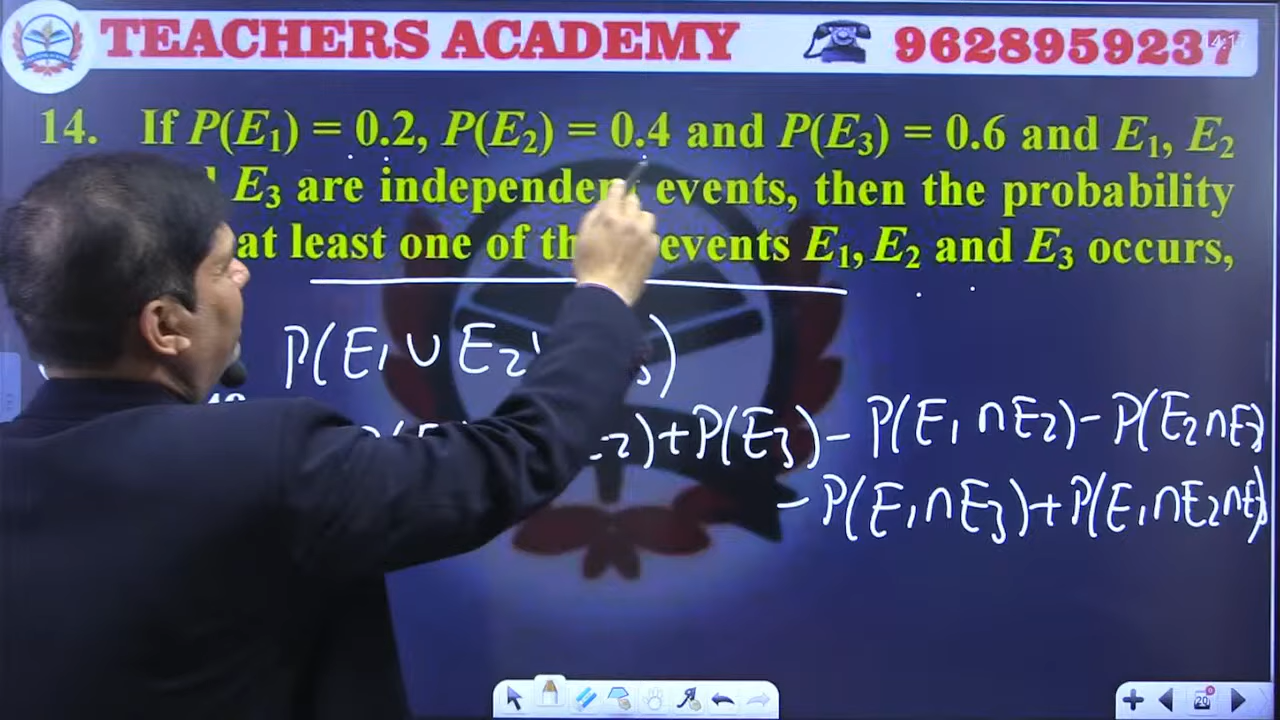 TEACHERS ACADEMY 9628959237
14. If P(E₁) = 0.2, P(E₂) = 0.4 and P(E₃) = 0.6 and E₁, E₂
E₃ are independent events, then the probability
at least one of events E₁, E₂ and E₃ occurs,
P(E₁ ∪ E₂
) + P(E₃) – P(E₁ ∩ E₂) – P(E₂ ∩ E₃)
– P(E₁ ∩ E₃) + P(E₁ ∩ E₂ ∩ E₃)